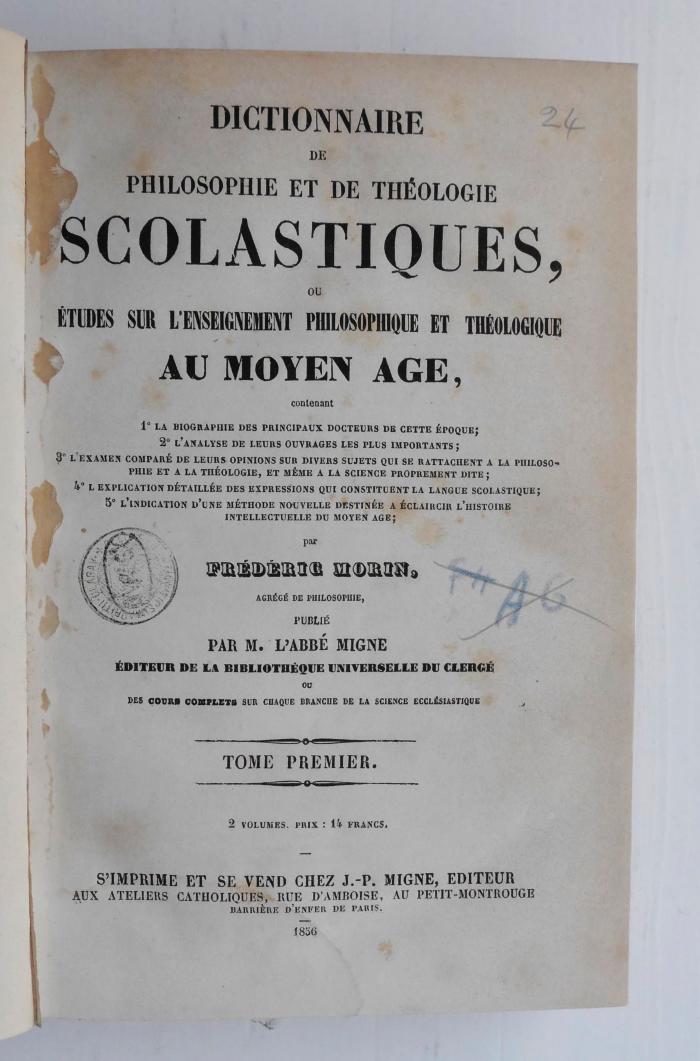 24
DICTIONNAIRE
DE
PHILOSOPHIE ET DE THÉOLOGIE
SCOLASTIQUES,
OU
ÉTUDES SUR L'ENSEIGNEMENT PHILOSOPHIQUE ET THÉOLOGIQUE
AU MOYEN AGE,
contenant
1° LA BIOGRAPHIE DES PRINCIPAUX DOCTEURS DE CETTE ÉPOQUE;
2° L'ANALYSE DE LEURS OUVRAGES LES PLUS IMPORTANTS;
3° L'EXAMEN COMPARÉ DE LEURS OPINIONS SUR DIVERS SUJETS QUI SE RATTACHENT A LA PHILOSO-
PHIE ET A LA THÉOLOGIE, ET MÊME A LA SCIENCE PROPREMENT DITE;
4° L EXPLICATION DÉTAILLÉE DES EXPRESSIONS QUI CONSTITUENT LA LANGUE SCOLASTIQUE;
5° L'INDICATION D'UNE MÉTHODE NOUVELLE DESTINÉE A ÉCLAIRCIR L'HISTOIRE
INTELLECTUELLE DU MOYEN AGE;
par
FRÉDÉRIC MORIN,
AGRÉGÉ DE PHILOSOPHIE,
PUBLIÉ
PAR M. L'ABBÉ MIGNE
ÉDITEUR DE LA BIBLIOTHÈQUE UNIVERSELLE DU CLERGÉ
OU
DES COURS COMPLETS SUR CHAQUE BRANCHE DE LA SCIENCE ECCLÉSIASTIQUE
TOME PREMIER.
2 VOLUMES. PRIX : 14 FRANCS.
S'IMPRIME ET SE VEND CHEZ J.-P. MIGNE, EDITEUR
AUX ATELIERS CATHOLIQUES, RUE D'AMBOISE, AU PETIT-MONTROUGE
BARRIÈRE D'ENFER DE PARIS.
1856